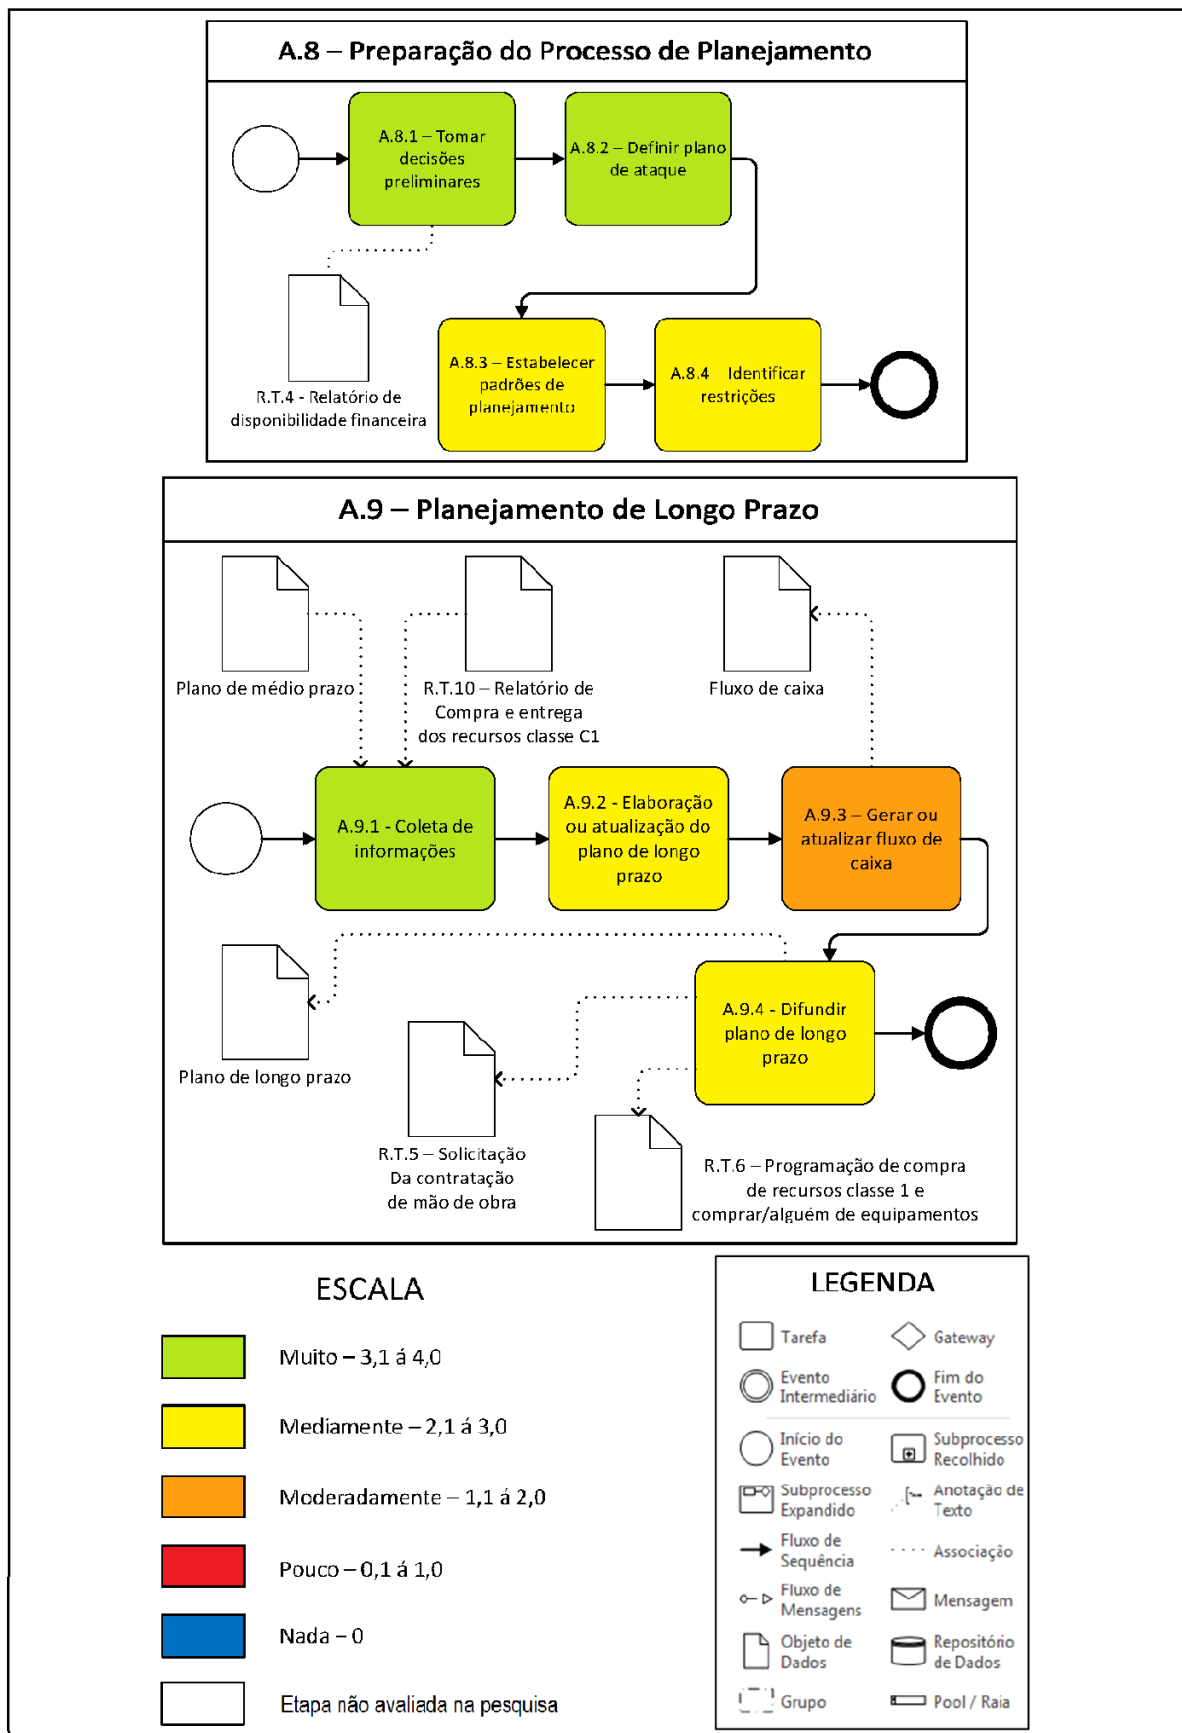 A.8 – Preparação do Processo de Planejamento
A.8.1 – Tomar
decisões
preliminares
A.8.2 – Definir plano
de ataque
R.T.4 - Relatório de
disponibilidade financeira
A.8.3 – Estabelecer
padrões de
planejamento
A.8.4 Identificar
restrições
A.9 – Planejamento de Longo Prazo
Plano de médio prazo
R.T.10 – Relatório de
Compra e entrega
dos recursos classe C1
Fluxo de caixa
A.9.1 - Coleta de
informações
A.9.2 - Elaboração
ou atualização do
plano de longo
prazo
A.9.3 – Gerar ou
atualizar fluxo de
caixa
A.9.4 - Difundir
plano de longo
prazo
Plano de longo prazo
R.T.5 – Solicitação
Da contratação
de mão de obra
R.T.6 – Programação de compra
de recursos classe 1 e
comprar/alguém de equipamentos
ESCALA
Muito – 3,1 á 4,0
Mediamente – 2,1 á 3,0
Moderadamente – 1,1 á 2,0
Pouco – 0,1 á 1,0
Nada – 0
Etapa não avaliada na pesquisa
LEGENDA
Tarefa
Gateway
Evento
Intermediário
Fim do
Evento
Início do
Evento
Subprocesso
Recolhido
Subprocesso
Expandido
Anotação de
Texto
Fluxo de
Sequência
Associação
Fluxo de
Mensagens
Mensagem
Objeto de
Dados
Repositório
de Dados
Grupo
Pool / Raia